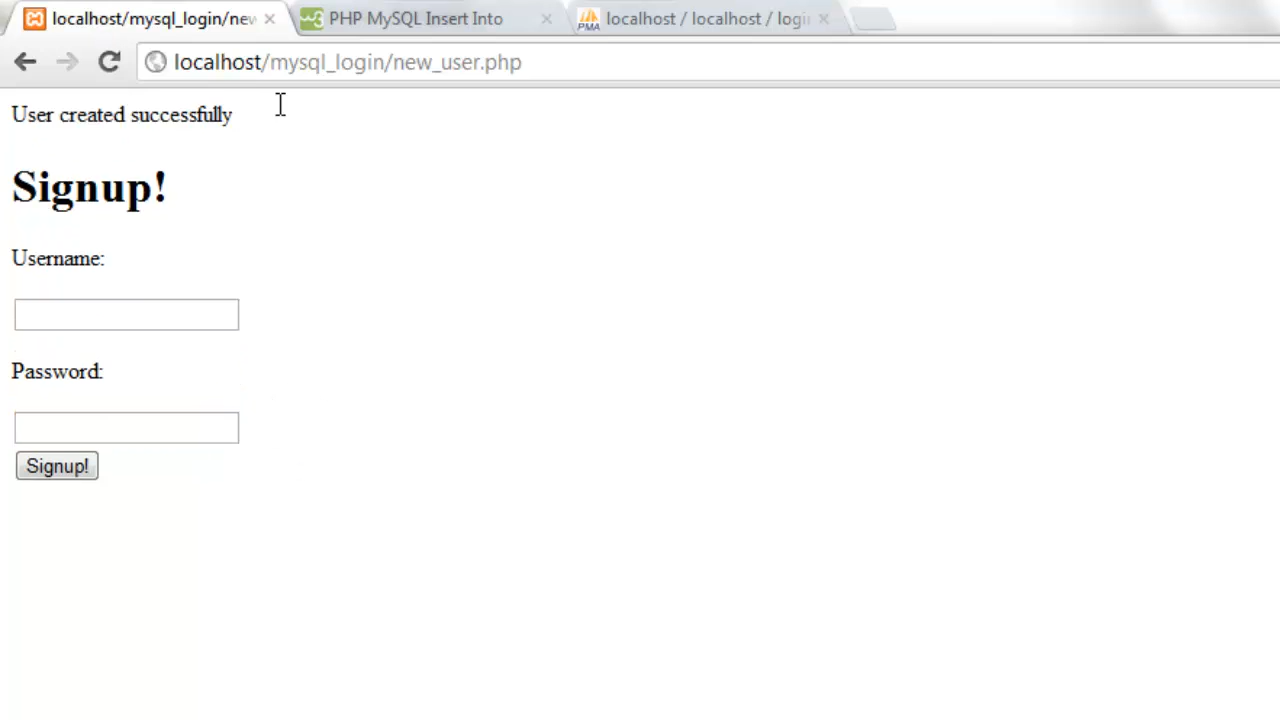 localhost/mysql_login/new
PHP MySQL Insert Into
localhost / localhost / logi
PMA
localhost/mysql_login/new_user.php
User created successfully
Signup!
Username:
Password:
Signup!